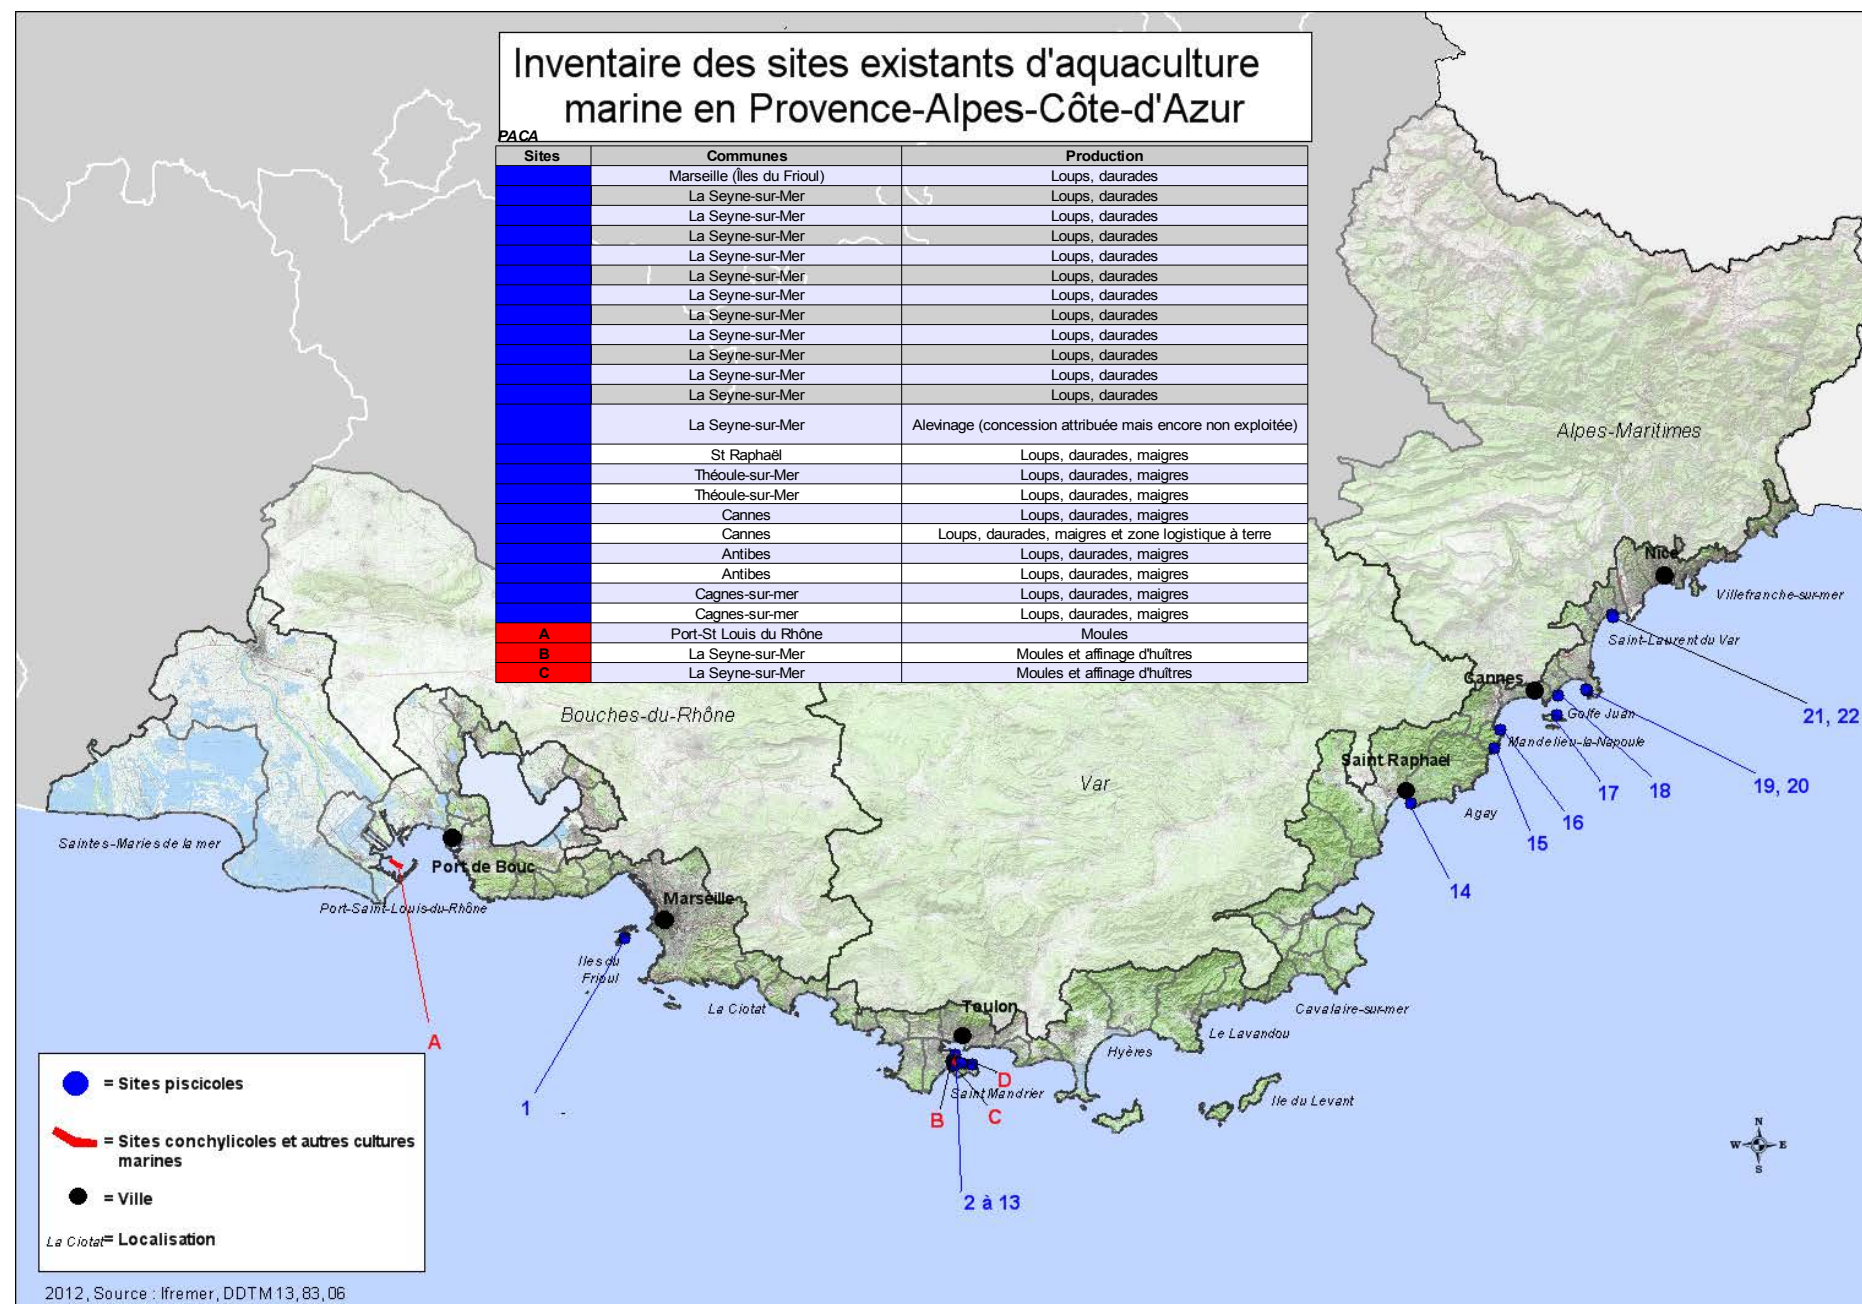 Inventaire des sites existants d'aquaculture
marine en Provence-Alpes-Côte-d'Azur
PACA
Sites Communes Production
Marseille (Îles du Frioul) Loups, daurades
La Seyne-sur-Mer Loups, daurades
La Seyne-sur-Mer Loups, daurades
La Seyne-sur-Mer Loups, daurades
La Seyne-sur-Mer Loups, daurades
La Seyne-sur-Mer Loups, daurades
La Seyne-sur-Mer Loups, daurades
La Seyne-sur-Mer Loups, daurades
La Seyne-sur-Mer Loups, daurades
La Seyne-sur-Mer Loups, daurades
La Seyne-sur-Mer Loups, daurades
La Seyne-sur-Mer Loups, daurades
La Seyne-sur-Mer Alevinage (concession attribuée mais encore non exploitée)
St Raphaël Loups, daurades, maigres
Théoule-sur-Mer Loups, daurades, maigres
Théoule-sur-Mer Loups, daurades, maigres
Cannes Loups, daurades, maigres
Cannes Loups, daurades, maigres et zone logistique à terre
Antibes Loups, daurades, maigres
Antibes Loups, daurades, maigres
Cagnes-sur-mer Loups, daurades, maigres
Cagnes-sur-mer Loups, daurades, maigres
A Port-St Louis du Rhône Moules
B La Seyne-sur-Mer Moules et affinage d'huîtres
C La Seyne-sur-Mer Moules et affinage d'huîtres
Alpes-Maritimes
Nice
Villefranche-sur-mer
Saint-Laurent du Var
Cannes
Golfe Juan
21, 22
Bouches-du-Rhône
Mandelieu-la-Napoule
Saint Raphael
Var
19, 20
18
17
Agay
16
15
14
Saintes-Maries de la mer
Port de Bouc
Port-Saint-Louis-du-Rhône
Marseille
Iles du
Frioul
La Ciotat
Toulon
Cavalaire-sur-mer
Le Lavandou
Hyères
A
D
Saint Mandrier
Ile du Levant
1
B
C
2 à 13
N
W
E
S
= Sites piscicoles
= Sites conchylicoles et autres cultures
marines
= Ville
La Ciotat = Localisation
2012, Source : Ifremer, DDTM 13, 83, 06